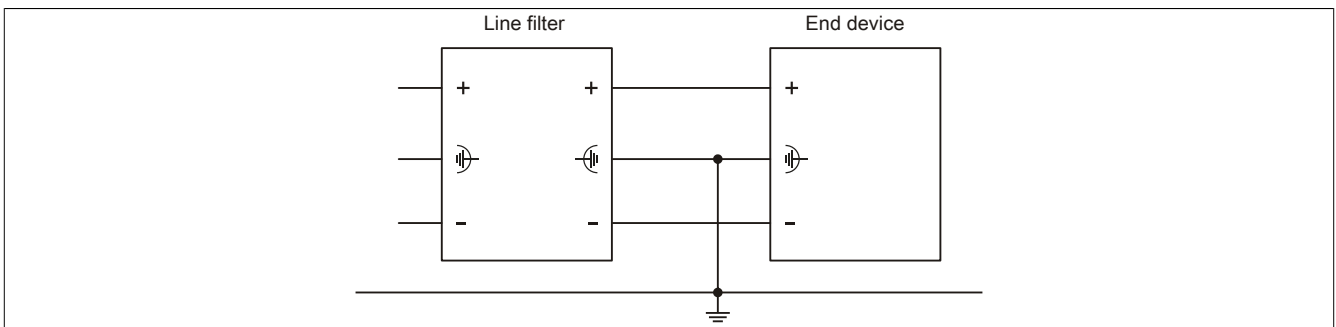 Line filter
End device
+ + +
- - -